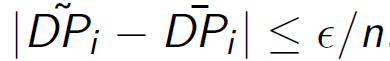 |D̃P_i − D̄P_i| ≤ ϵ/n.